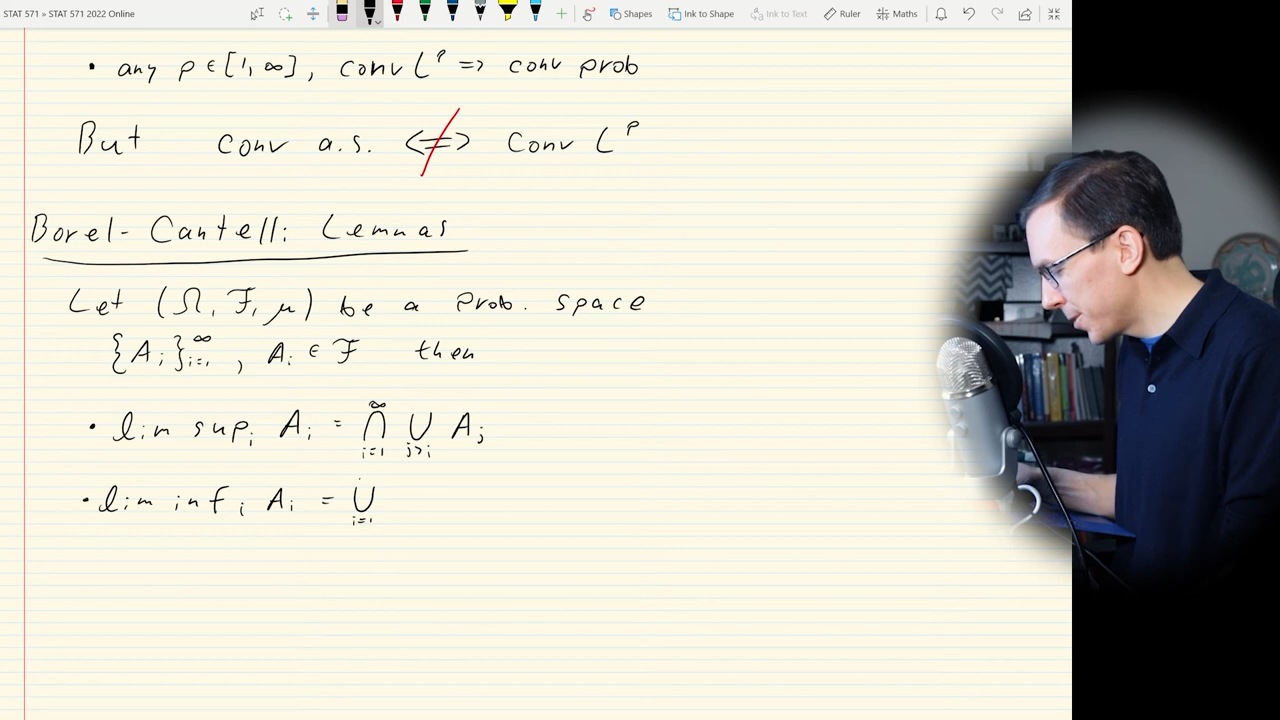 STAT 571 » STAT 571 2022 Online
Shapes Ink to Shape Ink to Text Ruler Maths
• any p ∈ [1, ∞], conv L^p => conv prob
But conv a.s. <≠> conv L^p
Borel-Cantelli Lemmas
Let (Ω, F, μ) be a prob. space
{A_i}_{i=1}^∞, A_i ∈ F then
• lim sup_i A_i = ⋂_{i=1}^∞ ⋃_{j≥i} A_j
• lim inf_i A_i = ⋃_{i=1}